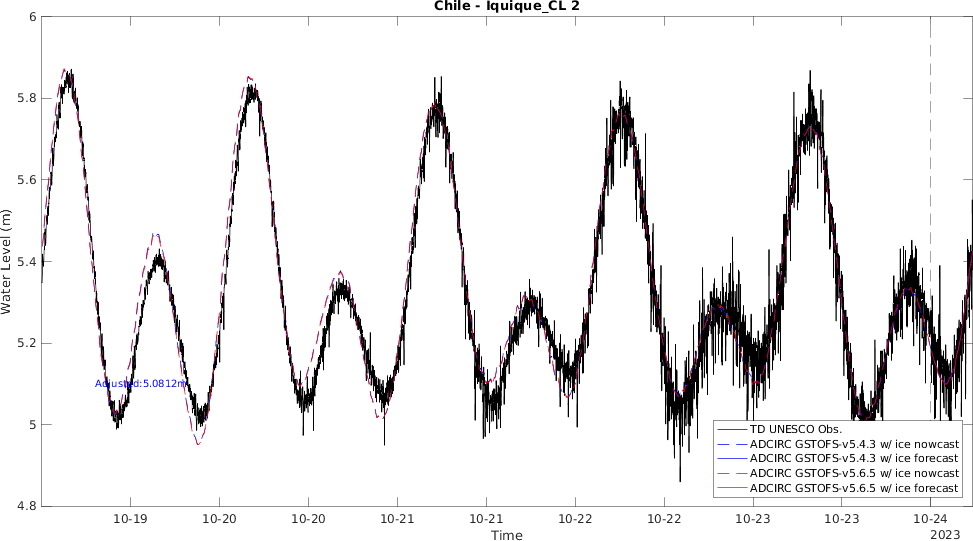 Chile - Iquique_CL 2
6
5.8
5.6
5.4
5.2
5
4.8
Water Level (m)
Adjusted:5.0812m
TD UNESCO Obs.
ADCIRC GSTOFS-v5.4.3 w/ ice nowcast
ADCIRC GSTOFS-v5.4.3 w/ ice forecast
ADCIRC GSTOFS-v5.6.5 w/ ice nowcast
ADCIRC GSTOFS-v5.6.5 w/ ice forecast
10-19 10-20 10-20 10-21 10-21 10-22 10-22 10-23 10-23 10-24
Time
2023